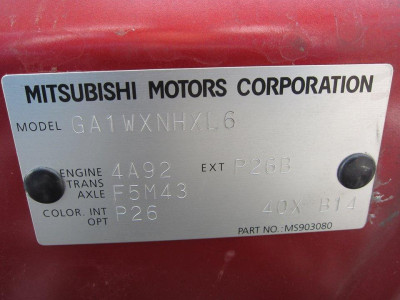 MITSUBISHI MOTORS CORPORATION
MODEL GA1WXNHXL6
ENGINE 4A92 EXT P26B
TRANS AXLE F5M43
COLOR. INT OPT P26 40X B14
PART NO.: MS903080